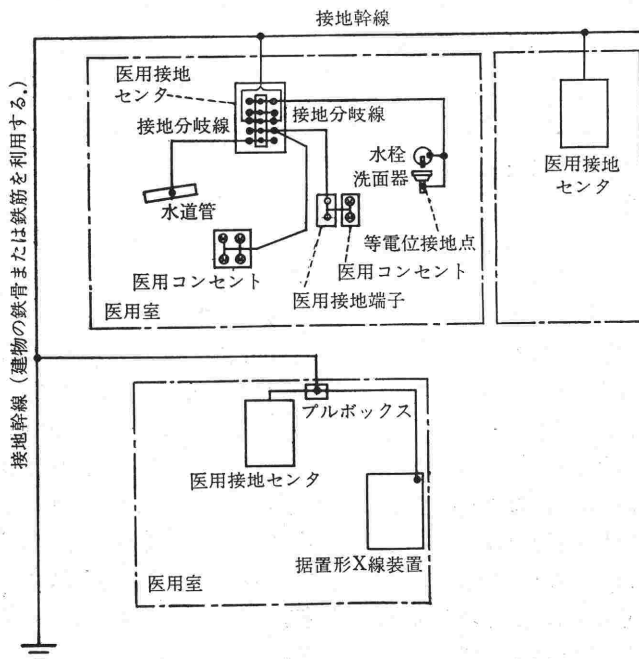 接地幹線
医用接地
センタ
接地分岐線
接地分岐線
水栓
洗面器
医用接地
センタ
水道管
等電位接地点
医用コンセント
医用コンセント
医用接地端子
医用室
接地幹線（建物の鉄骨または鉄筋を利用する。）
プルボックス
医用接地センタ
据置形X線装置
医用室